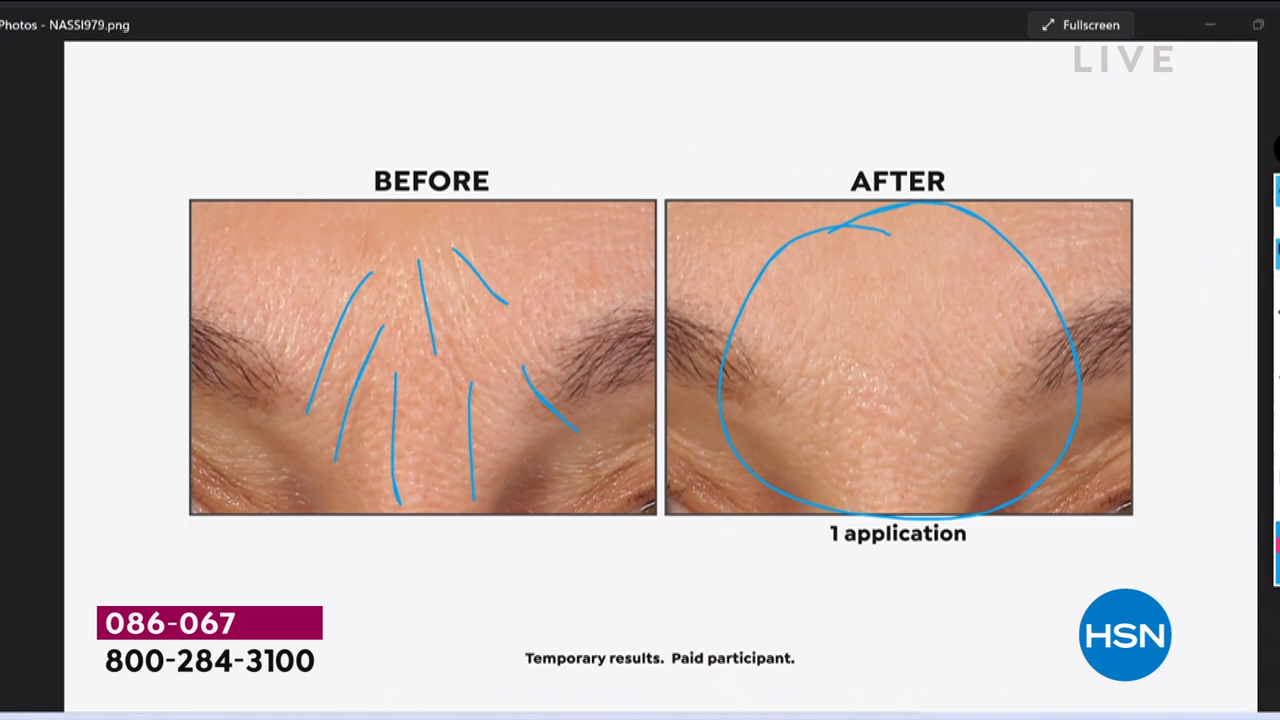 Photos - NASSI979.png
Fullscreen
LIVE
BEFORE
AFTER
1 application
086-067
800-284-3100
Temporary results. Paid participant.
HSN